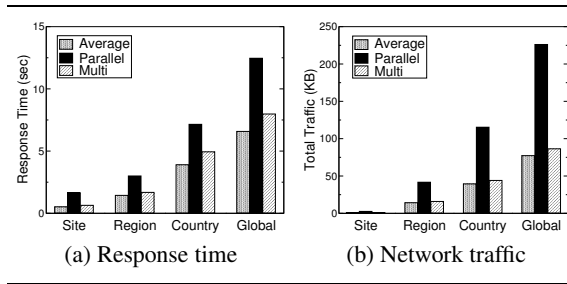 15
10
5
0
Response Time (sec)
Average
Parallel
Multi
Site Region Country Global
(a) Response time
250
200
150
100
50
0
Total Traffic (KB)
Average
Parallel
Multi
Site Region Country Global
(b) Network traffic